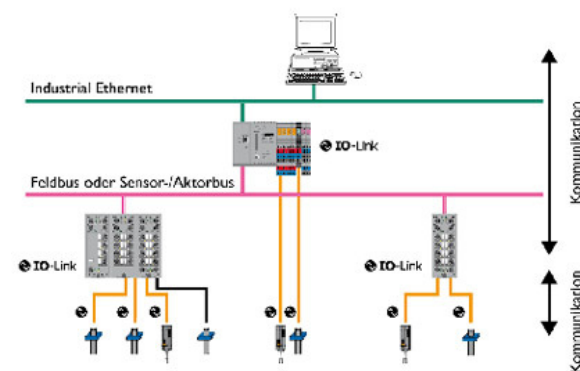 Industrial Ethernet
IO-Link
Feldbus oder Sensor-/Aktorbus
IO-Link
IO-Link
Kommunikation
Kommunikation